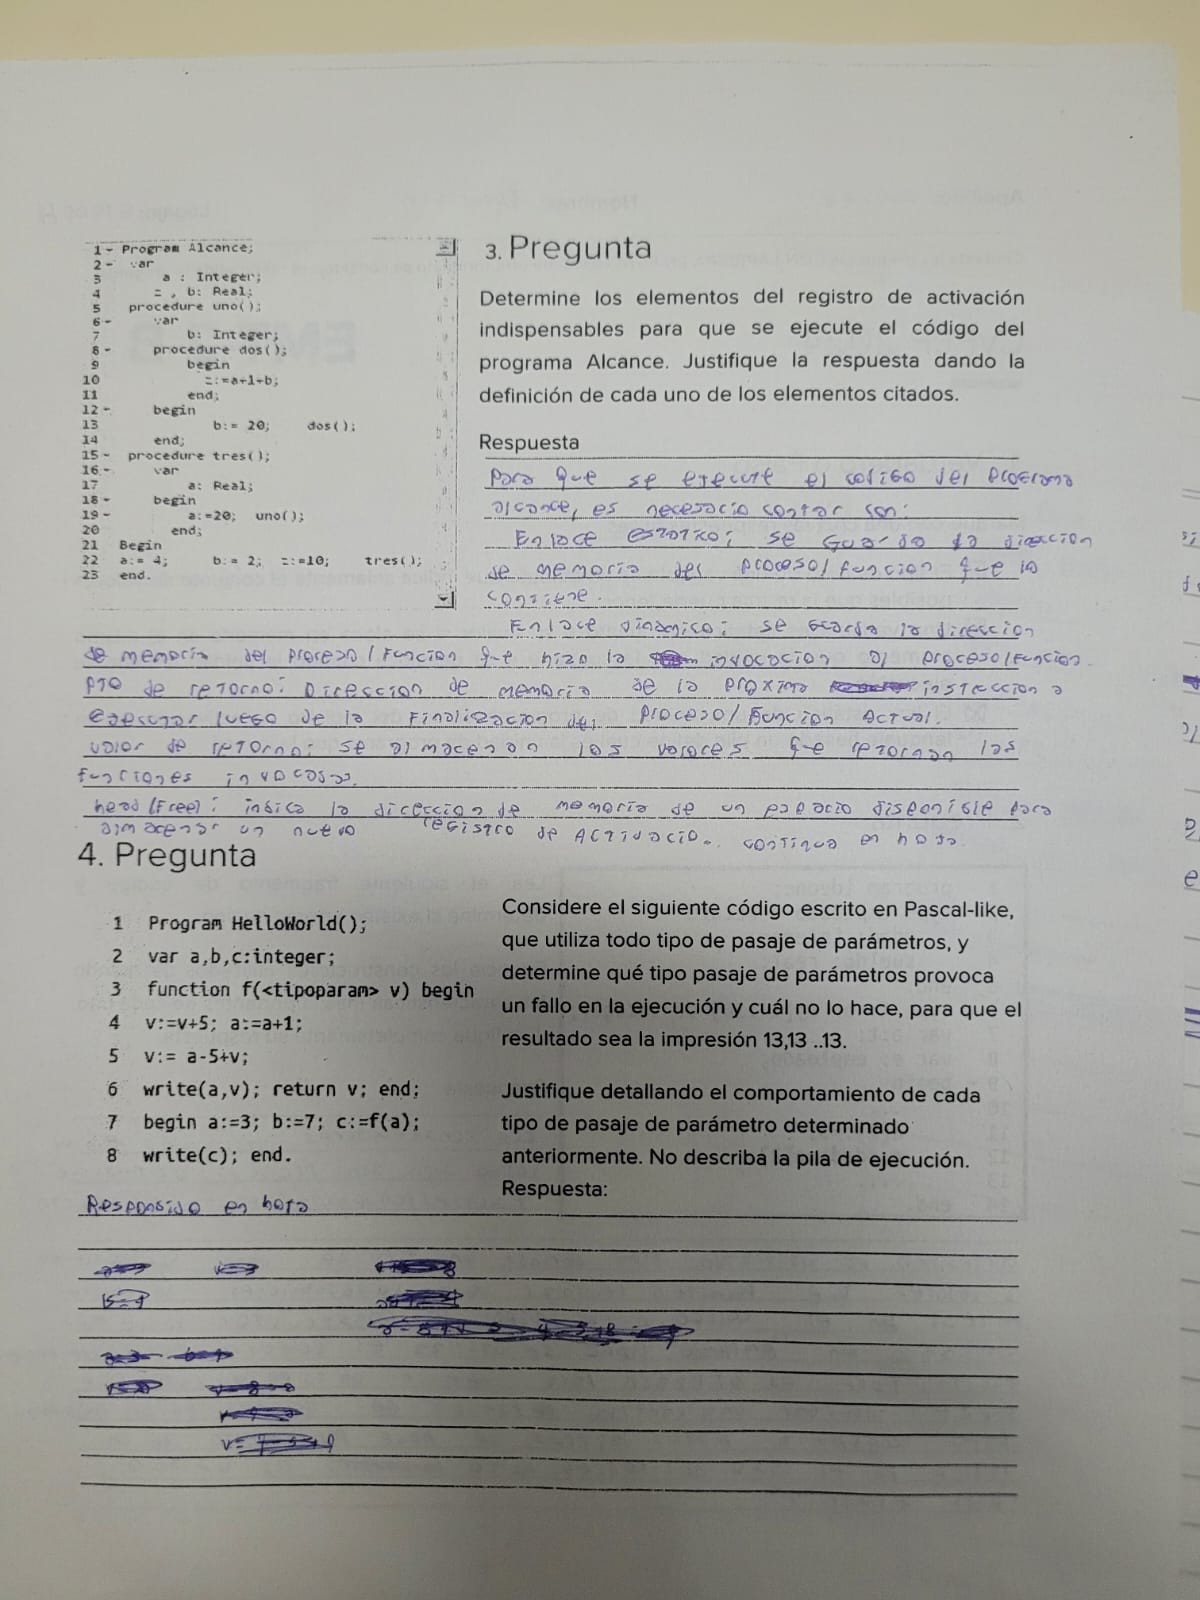 1 - Program Alcance;
2 - var
3 a : Integer;
4 z , b: Real;
5 procedure uno();
6 - var
7 b: Integer;
8 - procedure dos();
9 begin
10 z:=a+1+b;
11 end;
12 - begin
13 b:= 20; dos();
14 end;
15 - procedure tres();
16 - var
17 a: Real;
18 - begin
19 - a:=20; uno();
20 end;
21 Begin
22 a:= 4; b:= 2; z:=10; tres();
23 end.
3. Pregunta
Determine los elementos del registro de activación
indispensables para que se ejecute el código del
programa Alcance. Justifique la respuesta dando la
definición de cada uno de los elementos citados.
Respuesta
Para que se execute el codigo del programa
alcance, es necesario contar con:
Enlace estatico: se Guarda la direccion
de memoria del proceso/funcion que lo
contiene.
Enlace dinamico: se guarda la direccion
de memoria del proceso/funcion que hizo la invocacion al proceso/funcion.
PTO de retorno: Direccion de memoria de la proxima instruccion a
ejecutar luego de la Finalizacion del proceso/funcion Actual.
valor de retorno: se almacenan los valores que retornan las
funciones invocadas.
head (Free): indica la direccion de memoria de un espacio disponible para
almacenar un nuevo registro de Activacio. continua en hoja.
4. Pregunta
1 Program HelloWorld();
2 var a,b,c:integer;
3 function f(<tipoparam> v) begin
4 v:=v+5; a:=a+1;
5 v:= a-5+v;
6 write(a,v); return v; end;
7 begin a:=3; b:=7; c:=f(a);
8 write(c); end.
Considere el siguiente código escrito en Pascal-like,
que utiliza todo tipo de pasaje de parámetros, y
determine qué tipo pasaje de parámetros provoca
un fallo en la ejecución y cuál no lo hace, para que el
resultado sea la impresión 13,13 ..13.
Justifique detallando el comportamiento de cada
tipo de pasaje de parámetro determinado
anteriormente. No describa la pila de ejecución.
Respuesta:
Respondido en hoja